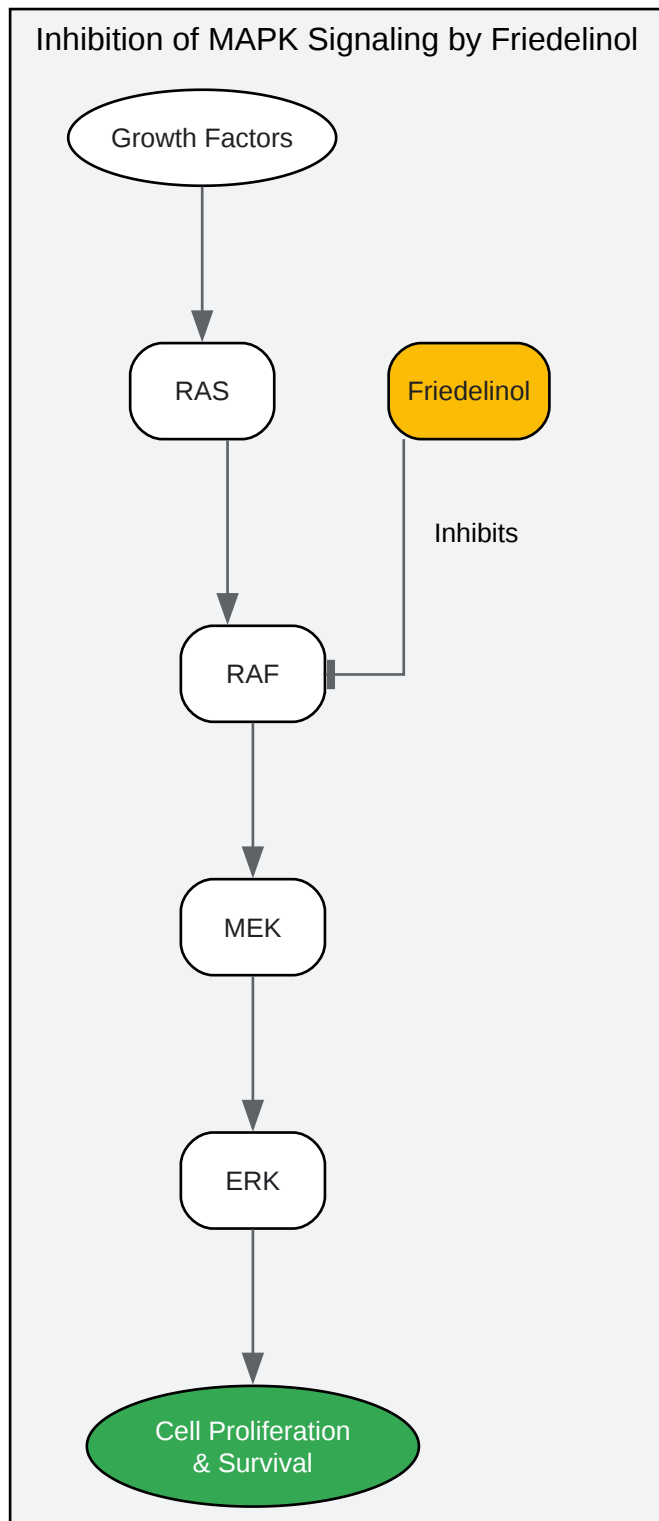 Inhibition of MAPK Signaling by Friedelinol
Growth Factors
RAS
Friedelinol
Inhibits
RAF
MEK
ERK
Cell Proliferation
& Survival